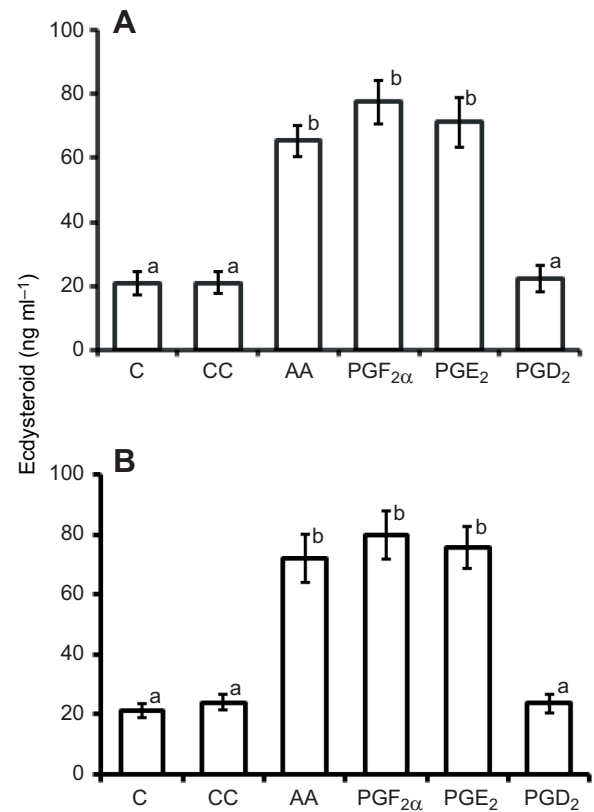 A
100
80
60
40
20
0
a
a
b
b
b
a
C CC AA PGF₂α PGE₂ PGD₂
Ecdysteroid (ng ml⁻¹)
B
100
80
60
40
20
0
a
a
b
b
b
a
C CC AA PGF₂α PGE₂ PGD₂